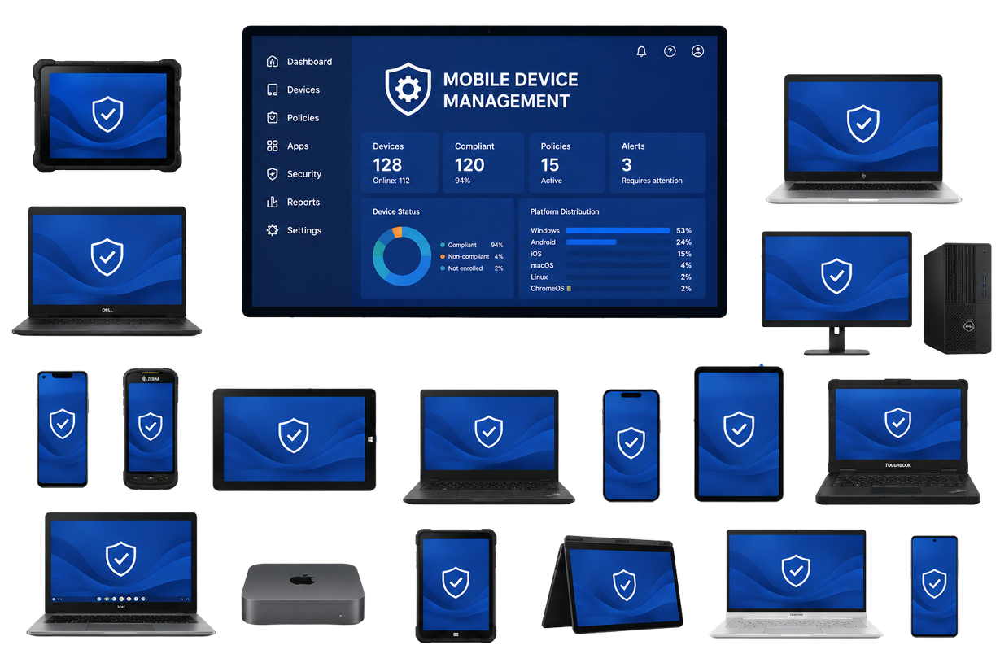 Dashboard
Devices
Policies
Apps
Security
Reports
Settings
MOBILE DEVICE
MANAGEMENT
Devices
128
Online: 112
Compliant
120
94%
Policies
15
Active
Alerts
3
Requires attention
Device Status
Compliant 94%
Non-compliant 4%
Not enrolled 2%
Platform Distribution
Windows 53%
Android 24%
iOS 15%
macOS 4%
Linux 2%
ChromeOS 2%
DELL
hp
DELL
ZEBRA
TOUGHBOOK
acer